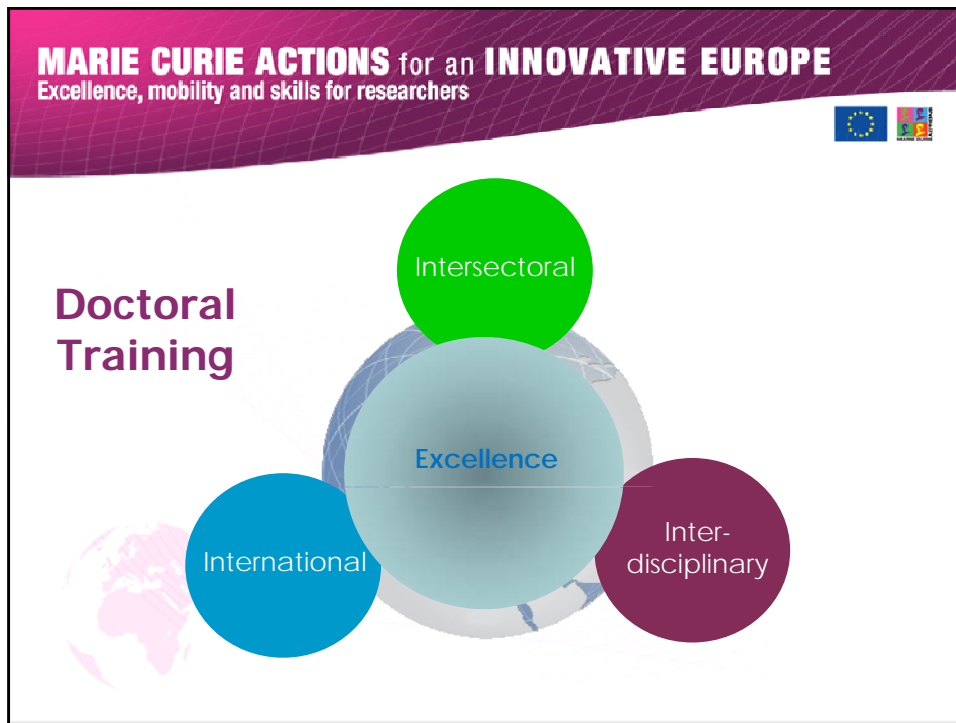 MARIE CURIE ACTIONS for an INNOVATIVE EUROPE
Excellence, mobility and skills for researchers
Intersectoral
Doctoral
Training
Excellence
International
Inter-
disciplinary